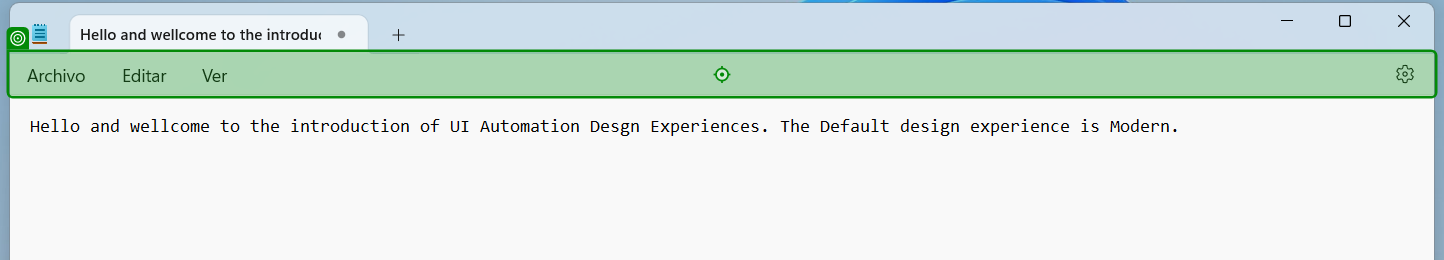 Hello and wellcome to the introdu
Archivo Editar Ver
Hello and wellcome to the introduction of UI Automation Desgn Experiences. The Default design experience is Modern.